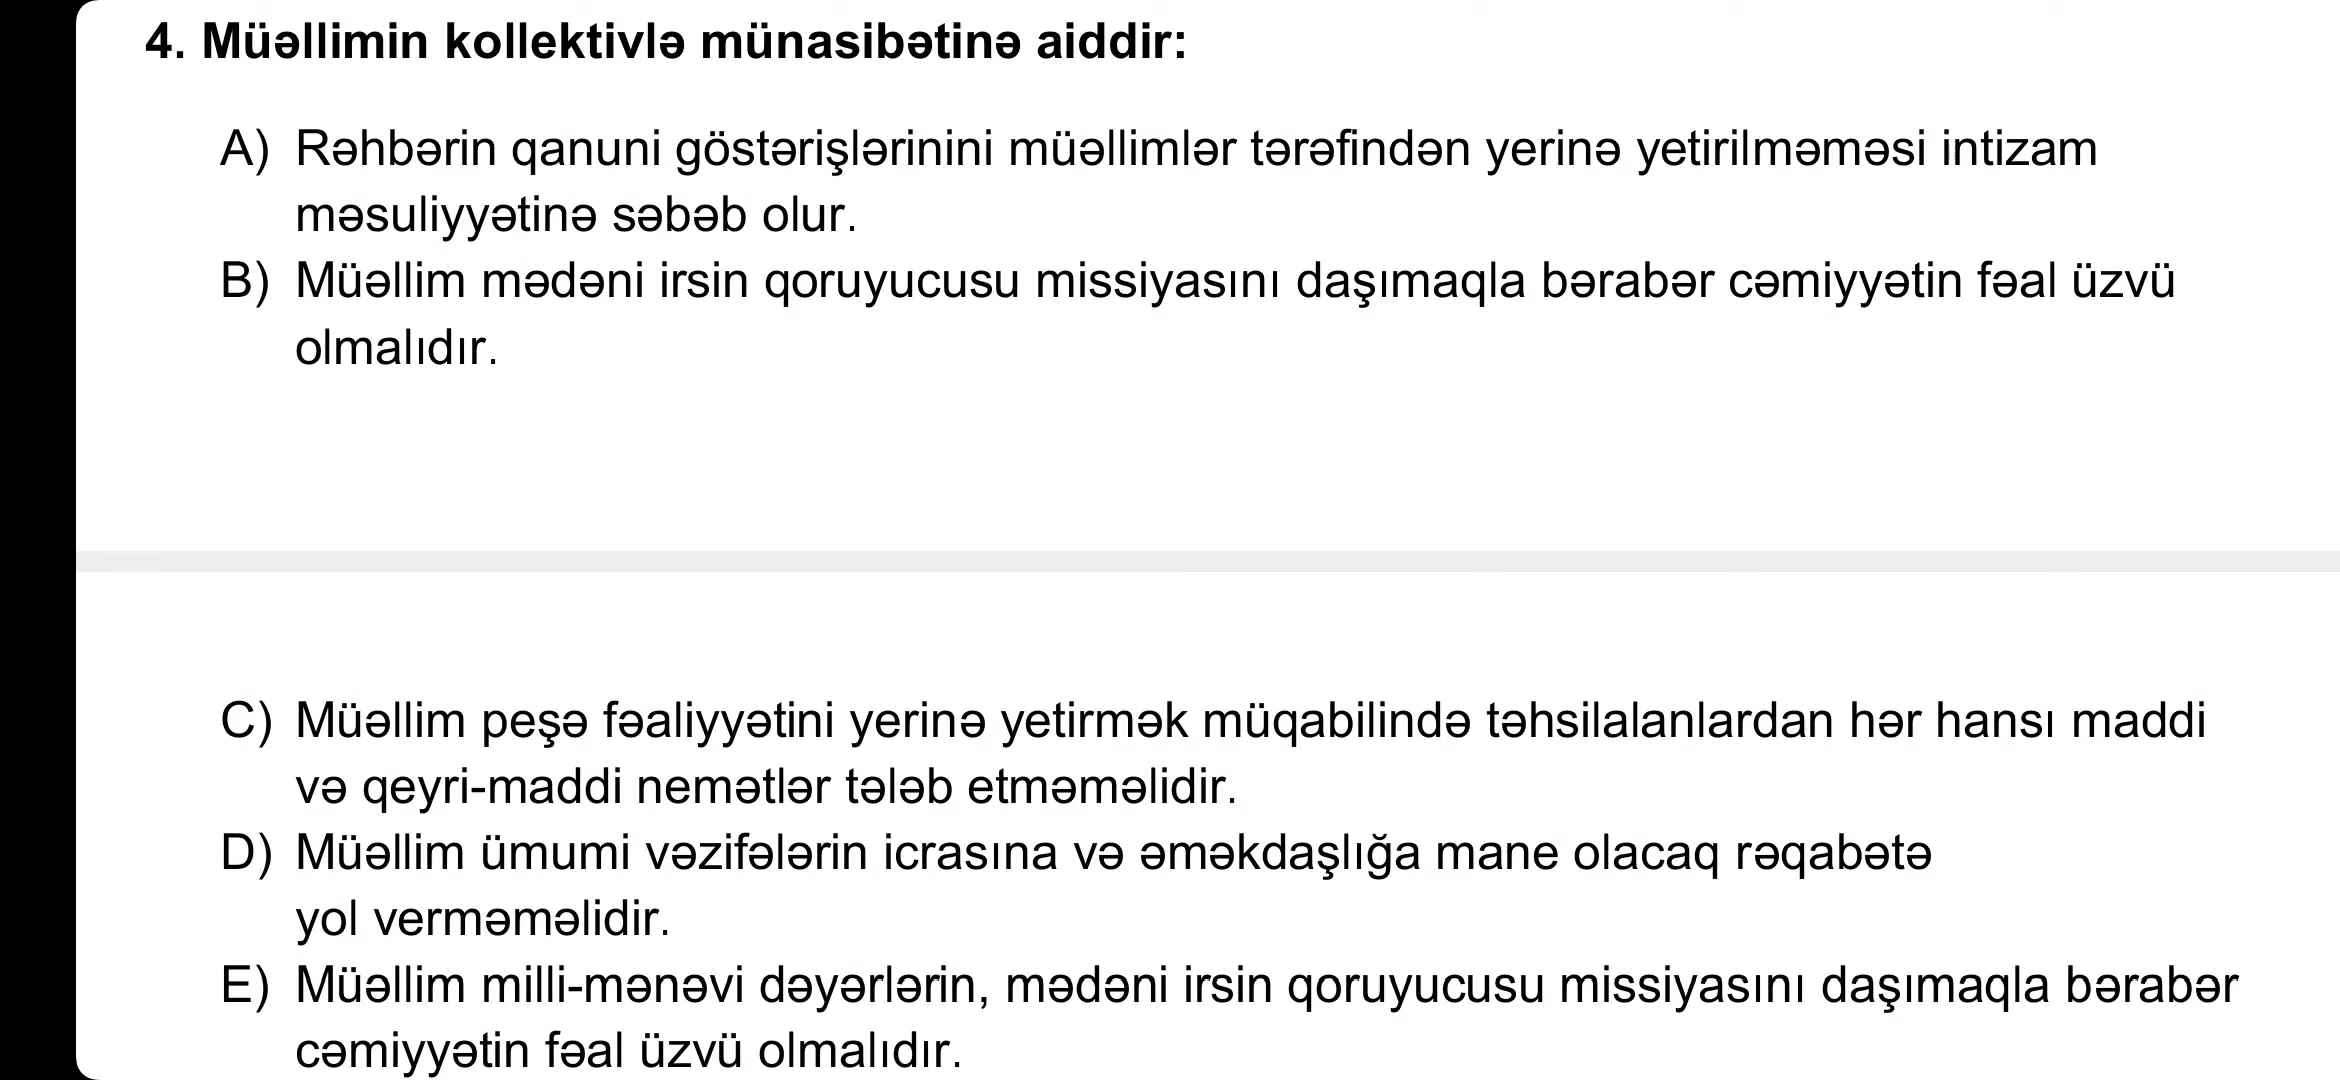 4. Müəllimin kollektivlə münasibətinə aiddir:
A) Rəhbərin qanuni göstərişlərinini müəllimlər tərəfindən yerinə yetirilməməsi intizam
məsuliyyətinə səbəb olur.
B) Müəllim mədəni irsin qoruyucusu missiyasını daşımaqla bərabər cəmiyyətin fəal üzvü
olmalıdır.
C) Müəllim peşə fəaliyyətini yerinə yetirmək müqabilində təhsilalanlardan hər hansı maddi
və qeyri-maddi nemətlər tələb etməməlidir.
D) Müəllim ümumi vəzifələrin icrasına və əməkdaşlığa mane olacaq rəqabətə
yol verməməlidir.
E) Müəllim milli-mənəvi dəyərlərin, mədəni irsin qoruyucusu missiyasını daşımaqla bərabər
cəmiyyətin fəal üzvü olmalıdır.